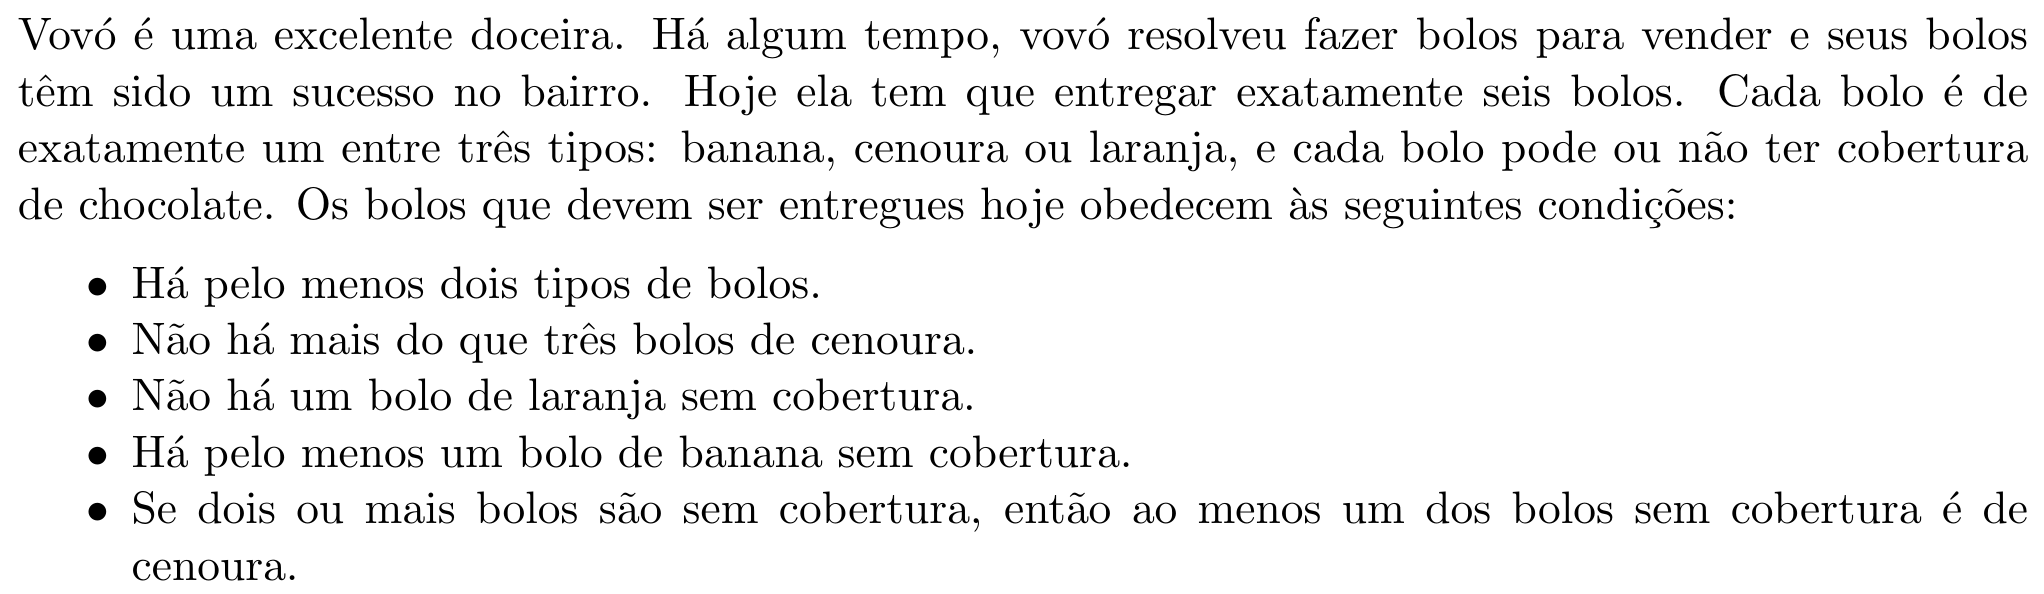 Vovó é uma excelente doceira. Há algum tempo, vovó resolveu fazer bolos para vender e seus bolos
têm sido um sucesso no bairro. Hoje ela tem que entregar exatamente seis bolos. Cada bolo é de
exatamente um entre três tipos: banana, cenoura ou laranja, e cada bolo pode ou não ter cobertura
de chocolate. Os bolos que devem ser entregues hoje obedecem às seguintes condições:
• Há pelo menos dois tipos de bolos.
• Não há mais do que três bolos de cenoura.
• Não há um bolo de laranja sem cobertura.
• Há pelo menos um bolo de banana sem cobertura.
• Se dois ou mais bolos são sem cobertura, então ao menos um dos bolos sem cobertura é de
cenoura.